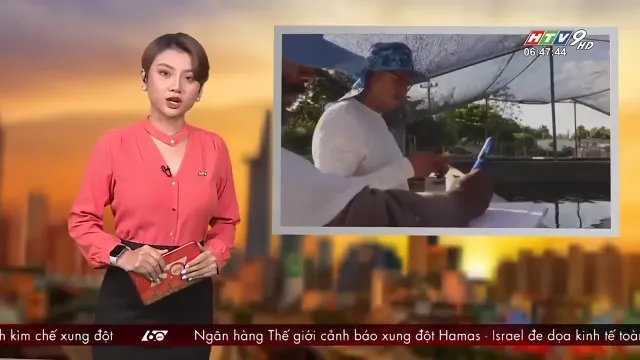 HTV9 HD
06:47:44
h kìm chế xung đột 60 Ngân hàng Thế giới cảnh báo xung đột Hamas - Israel đe dọa kinh tế toà